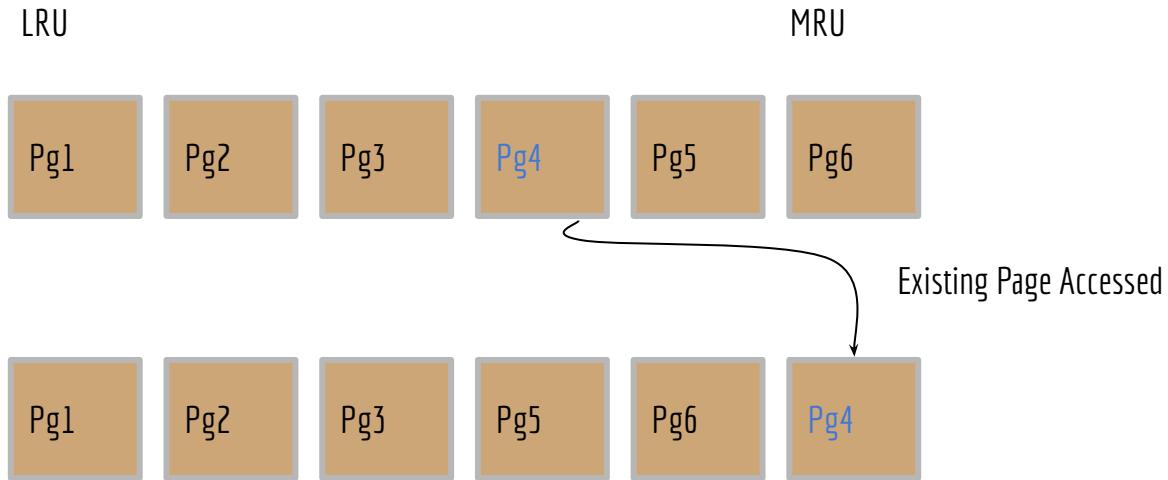 LRU MRU
Pg1 Pg2 Pg3 Pg4 Pg5 Pg6
Existing Page Accessed
Pg1 Pg2 Pg3 Pg5 Pg6 Pg4